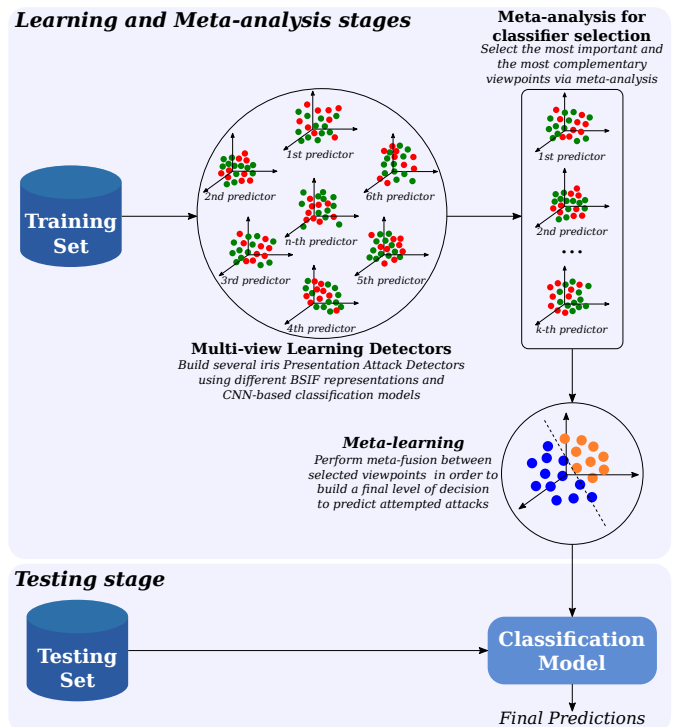 Learning and Meta-analysis stages
Meta-analysis for
classifier selection
Select the most important and
the most complementary
viewpoints via meta-analysis
Training
Set
1st predictor
2nd predictor
6th predictor
n-th predictor
3rd predictor
5th predictor
4th predictor
1st predictor
2nd predictor
...
k-th predictor
Multi-view Learning Detectors
Build several iris Presentation Attack Detectors
using different BSIF representations and
CNN-based classification models
Meta-learning
Perform meta-fusion between
selected viewpoints in order to
build a final level of decision
to predict attempted attacks
Testing stage
Testing
Set
Classification
Model
Final Predictions